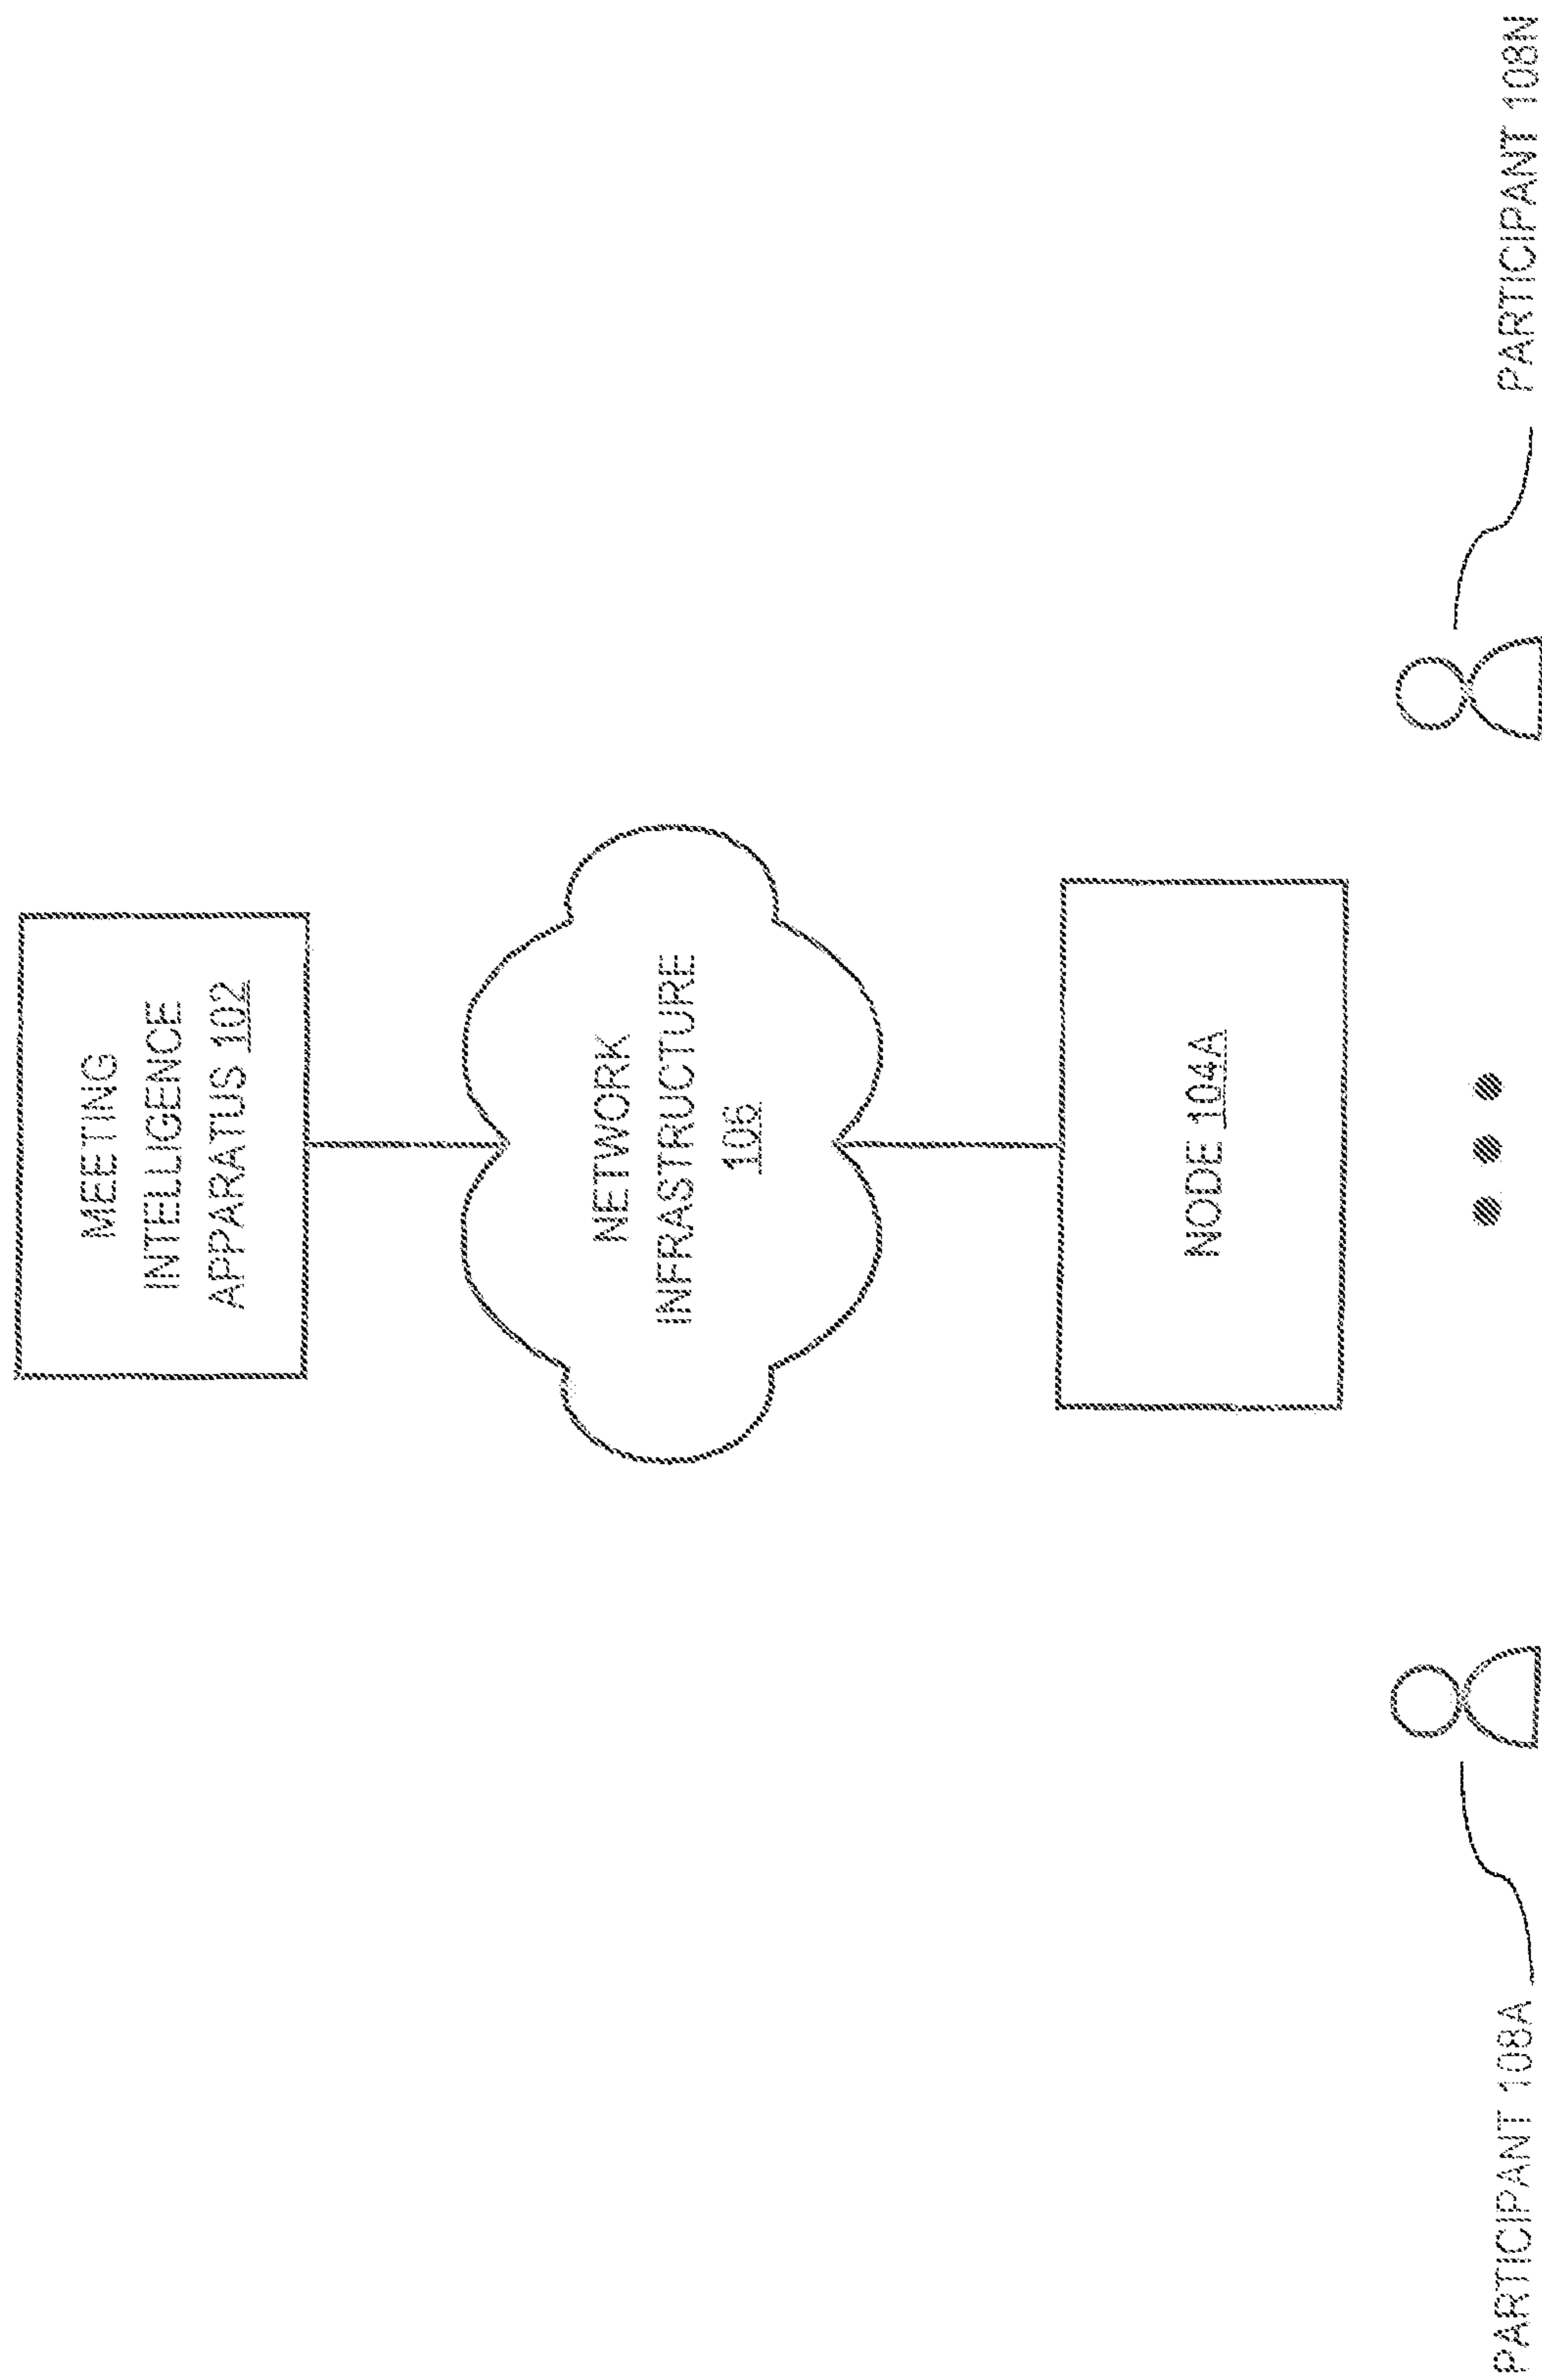 MEETING
INTELLIGENCE
APPARATUS 102
NETWORK
INFRASTRUCTURE
106
NODE 104A
PARTICIPANT 108A
PARTICIPANT 108N